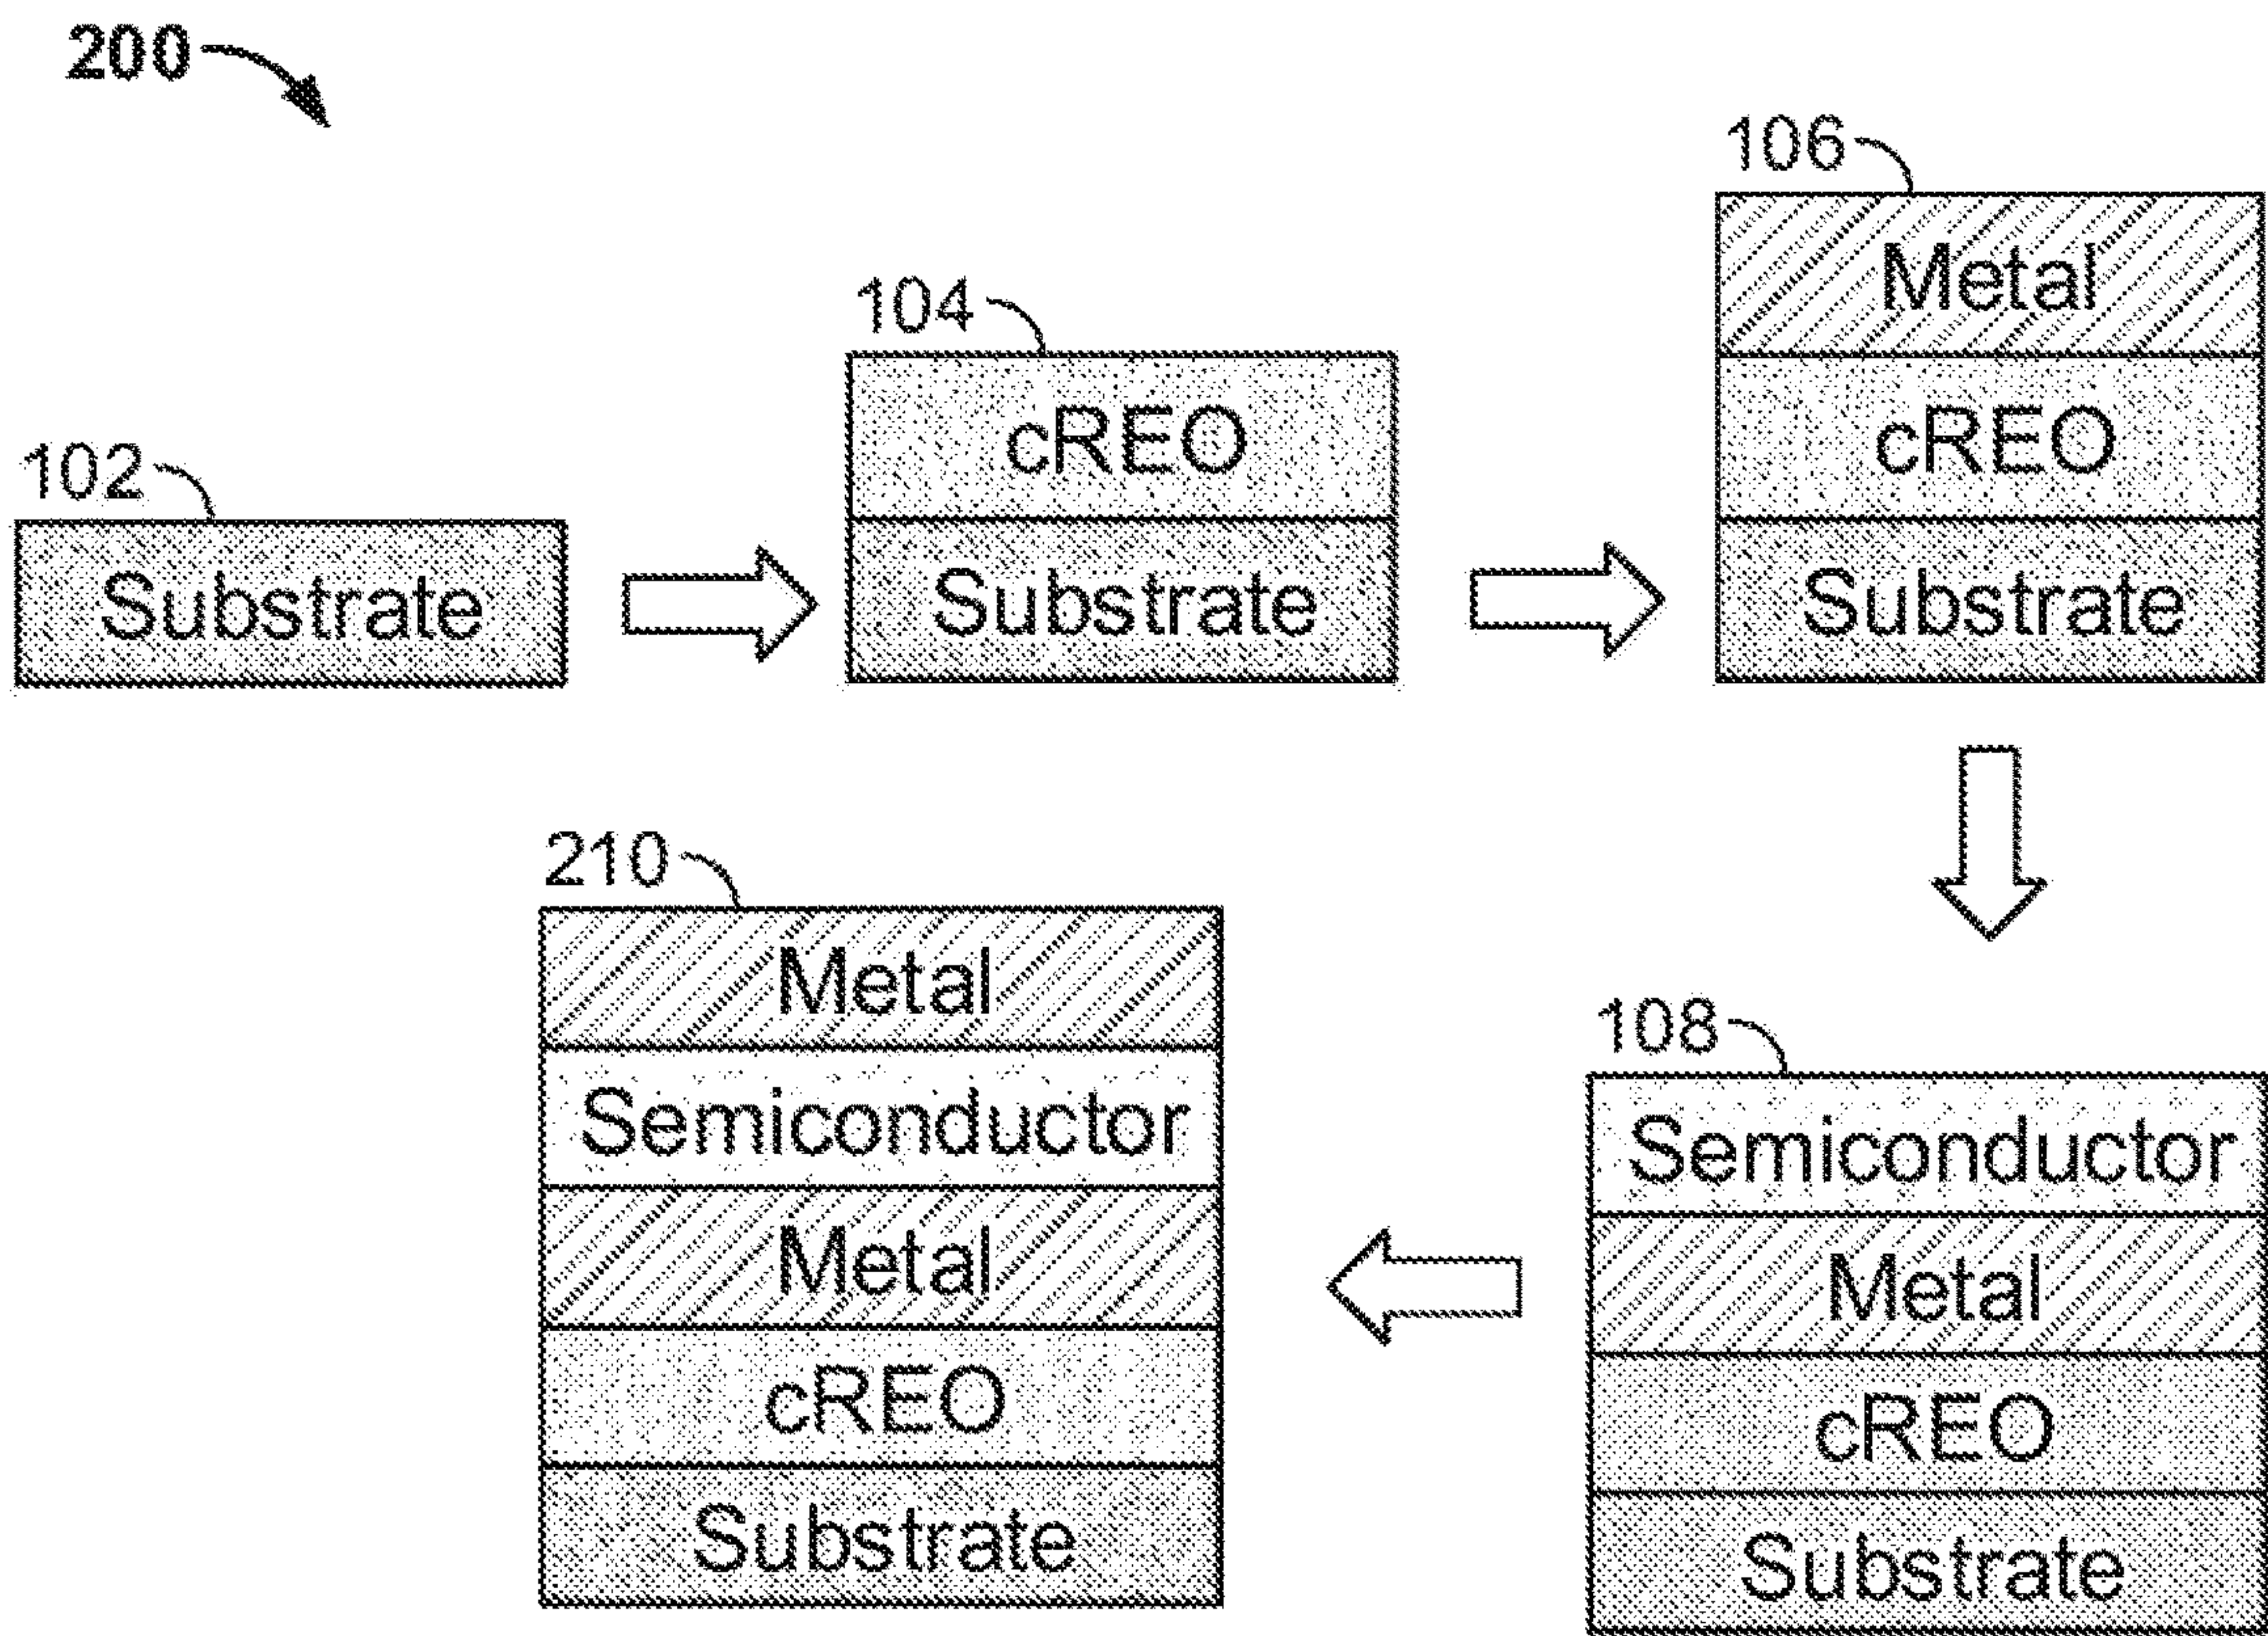 200
102
Substrate
104
cREO
Substrate
106
Metal
cREO
Substrate
108
Semiconductor
Metal
cREO
Substrate
210
Metal
Semiconductor
Metal
cREO
Substrate